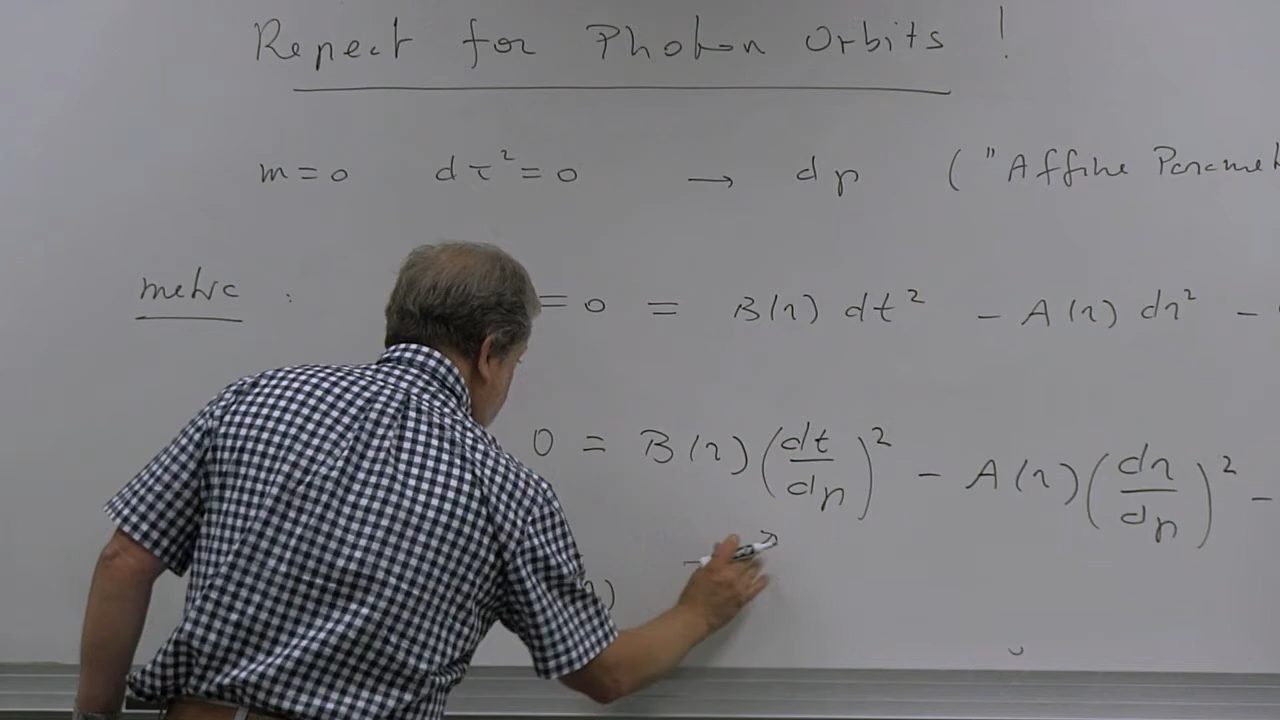 Repeat for Photon Orbits !
m = 0 dτ² = 0 → dp ( "Affine Paramet
metric : = 0 = B(r) dt² - A(r) dr² -
0 = B(r) (dt/dp)² - A(r) (dr/dp)² -